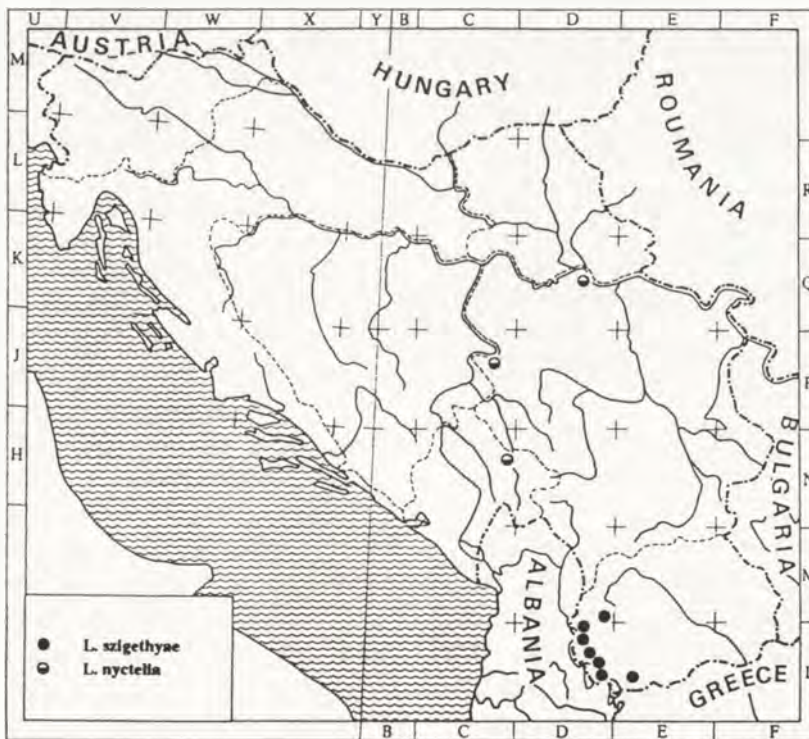 U V W X Y B C D E F
M
AUSTRIA
HUNGARY
ROUMANIA
L
R
K
J
H
BULGARIA
M
ALBANIA
L. szigethyae
L. nyctelia
GREECE
B C D E F